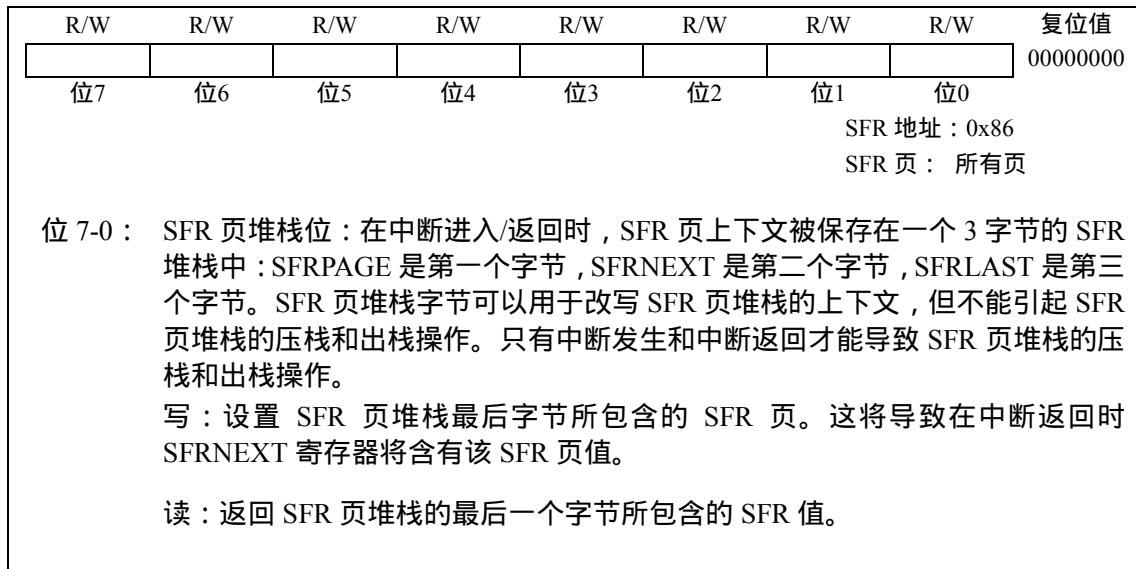 R/W R/W R/W R/W R/W R/W R/W R/W 复位值
00000000
位7 位6 位5 位4 位3 位2 位1 位0
SFR 地址：0x86
SFR 页： 所有页
位 7-0： SFR 页堆栈位：在中断进入/返回时，SFR 页上下文被保存在一个 3 字节的 SFR
堆栈中：SFRPAGE 是第一个字节，SFRNEXT 是第二个字节，SFRLAST 是第三
个字节。SFR 页堆栈字节可以用于改写 SFR 页堆栈的上下文，但不能引起 SFR
页堆栈的压栈和出栈操作。只有中断发生和中断返回才能导致 SFR 页堆栈的压
栈和出栈操作。
写：设置 SFR 页堆栈最后字节所包含的 SFR 页。这将导致在中断返回时
SFRNEXT 寄存器将含有该 SFR 页值。
读：返回 SFR 页堆栈的最后一个字节所包含的 SFR 值。